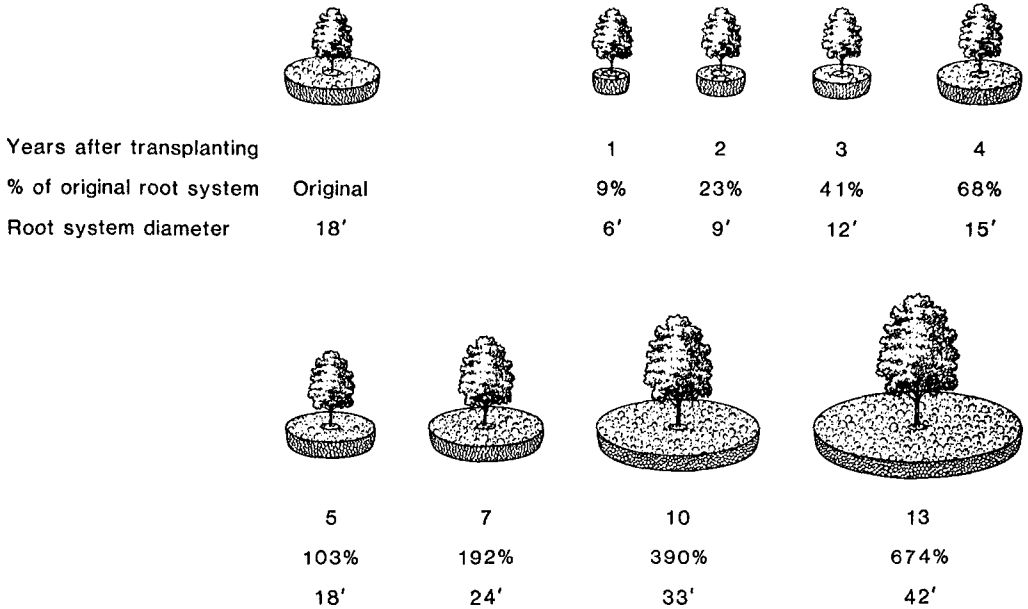 Years after transplanting 1 2 3 4
% of original root system Original 9% 23% 41% 68%
Root system diameter 18′ 6′ 9′ 12′ 15′
5 7 10 13
103% 192% 390% 674%
18′ 24′ 33′ 42′